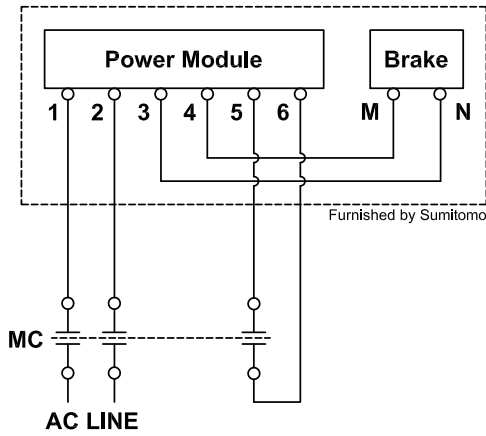 Power Module
Brake
1 2 3 4 5 6 M N
Furnished by Sumitomo
MC
AC LINE